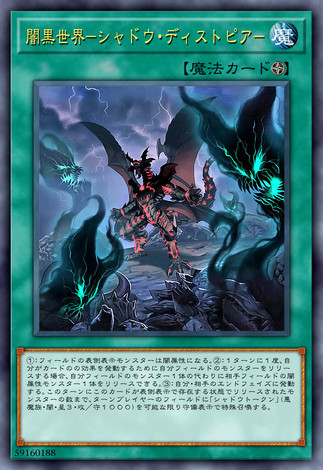 闇黒世界－シャドウ・ディストピアー
魔
【魔法カード】
①：フィールドの表側表示モンスターは闇属性になる。②：１ターンに１度、自
分がカードの効果を発動するために自分フィールドのモンスターをリリー
スする場合、自分フィールドのモンスター１体の代わりに相手フィールドの闇
属性モンスター１体をリリースできる。③：自分・相手のエンドフェイズに発動
する。このターンにこのカードが表側表示で存在する状態でリリースされたモ
ンスターの数まで、ターンプレイヤーのフィールドに「シャドウトークン」（悪
魔族・闇・星３・攻／守１０００）を可能な限り守備表示で特殊召喚する。
59160188